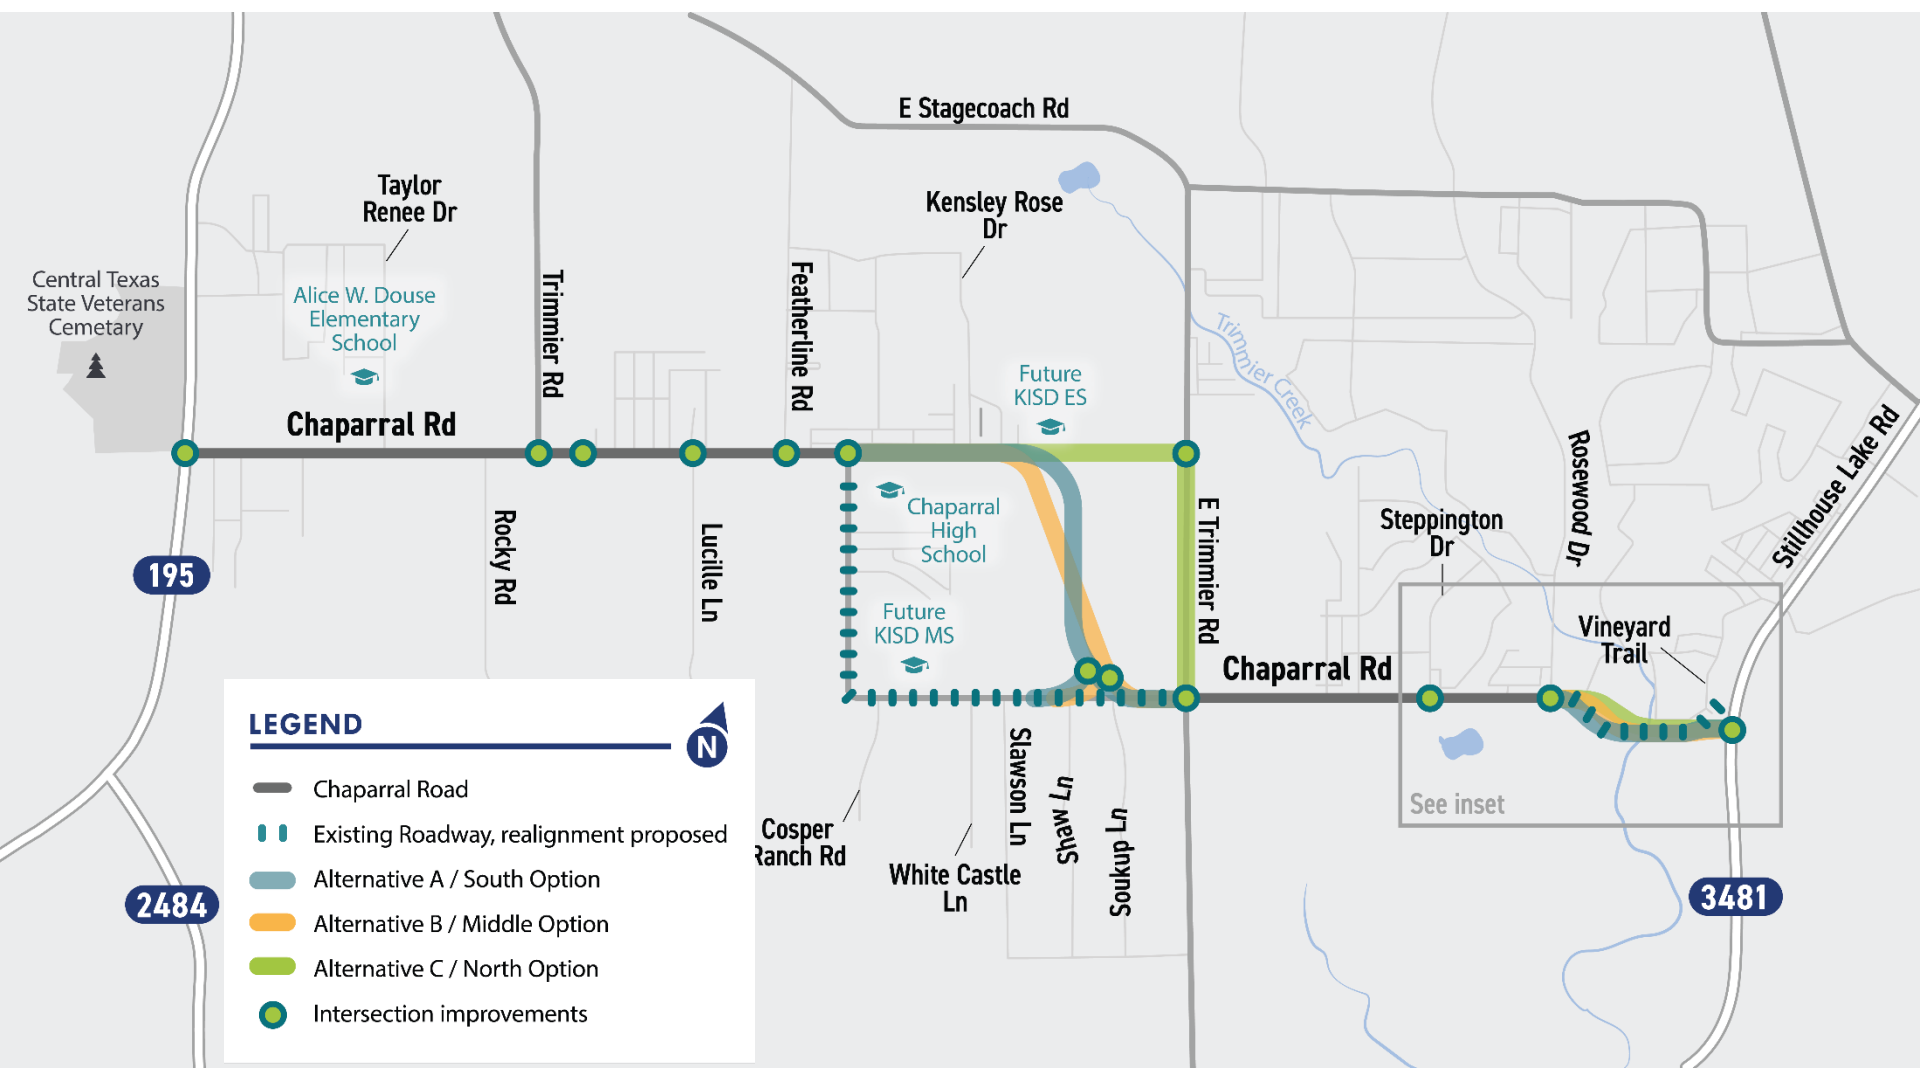 E Stagecoach Rd
Taylor
Renee Dr
Kensley Rose
Dr
Central Texas
State Veterans
Cemetary
Alice W. Douse
Elementary
School
Trimmier Rd
Featherline Rd
Trimmier Creek
Future
KISD ES
Chaparral Rd
Rosewood Dr
Stillhouse Lake Rd
Chaparral
High
School
Steppington
Dr
Rocky Rd
Lucille Ln
E Trimmier Rd
195
Future
KISD MS
Vineyard
Trail
Chaparral Rd
See inset
Slawson Ln
Shaw Ln
Soukup Ln
Cosper
Ranch Rd
White Castle
Ln
2484
3481
LEGEND
N
Chaparral Road
Existing Roadway, realignment proposed
Alternative A / South Option
Alternative B / Middle Option
Alternative C / North Option
Intersection improvements